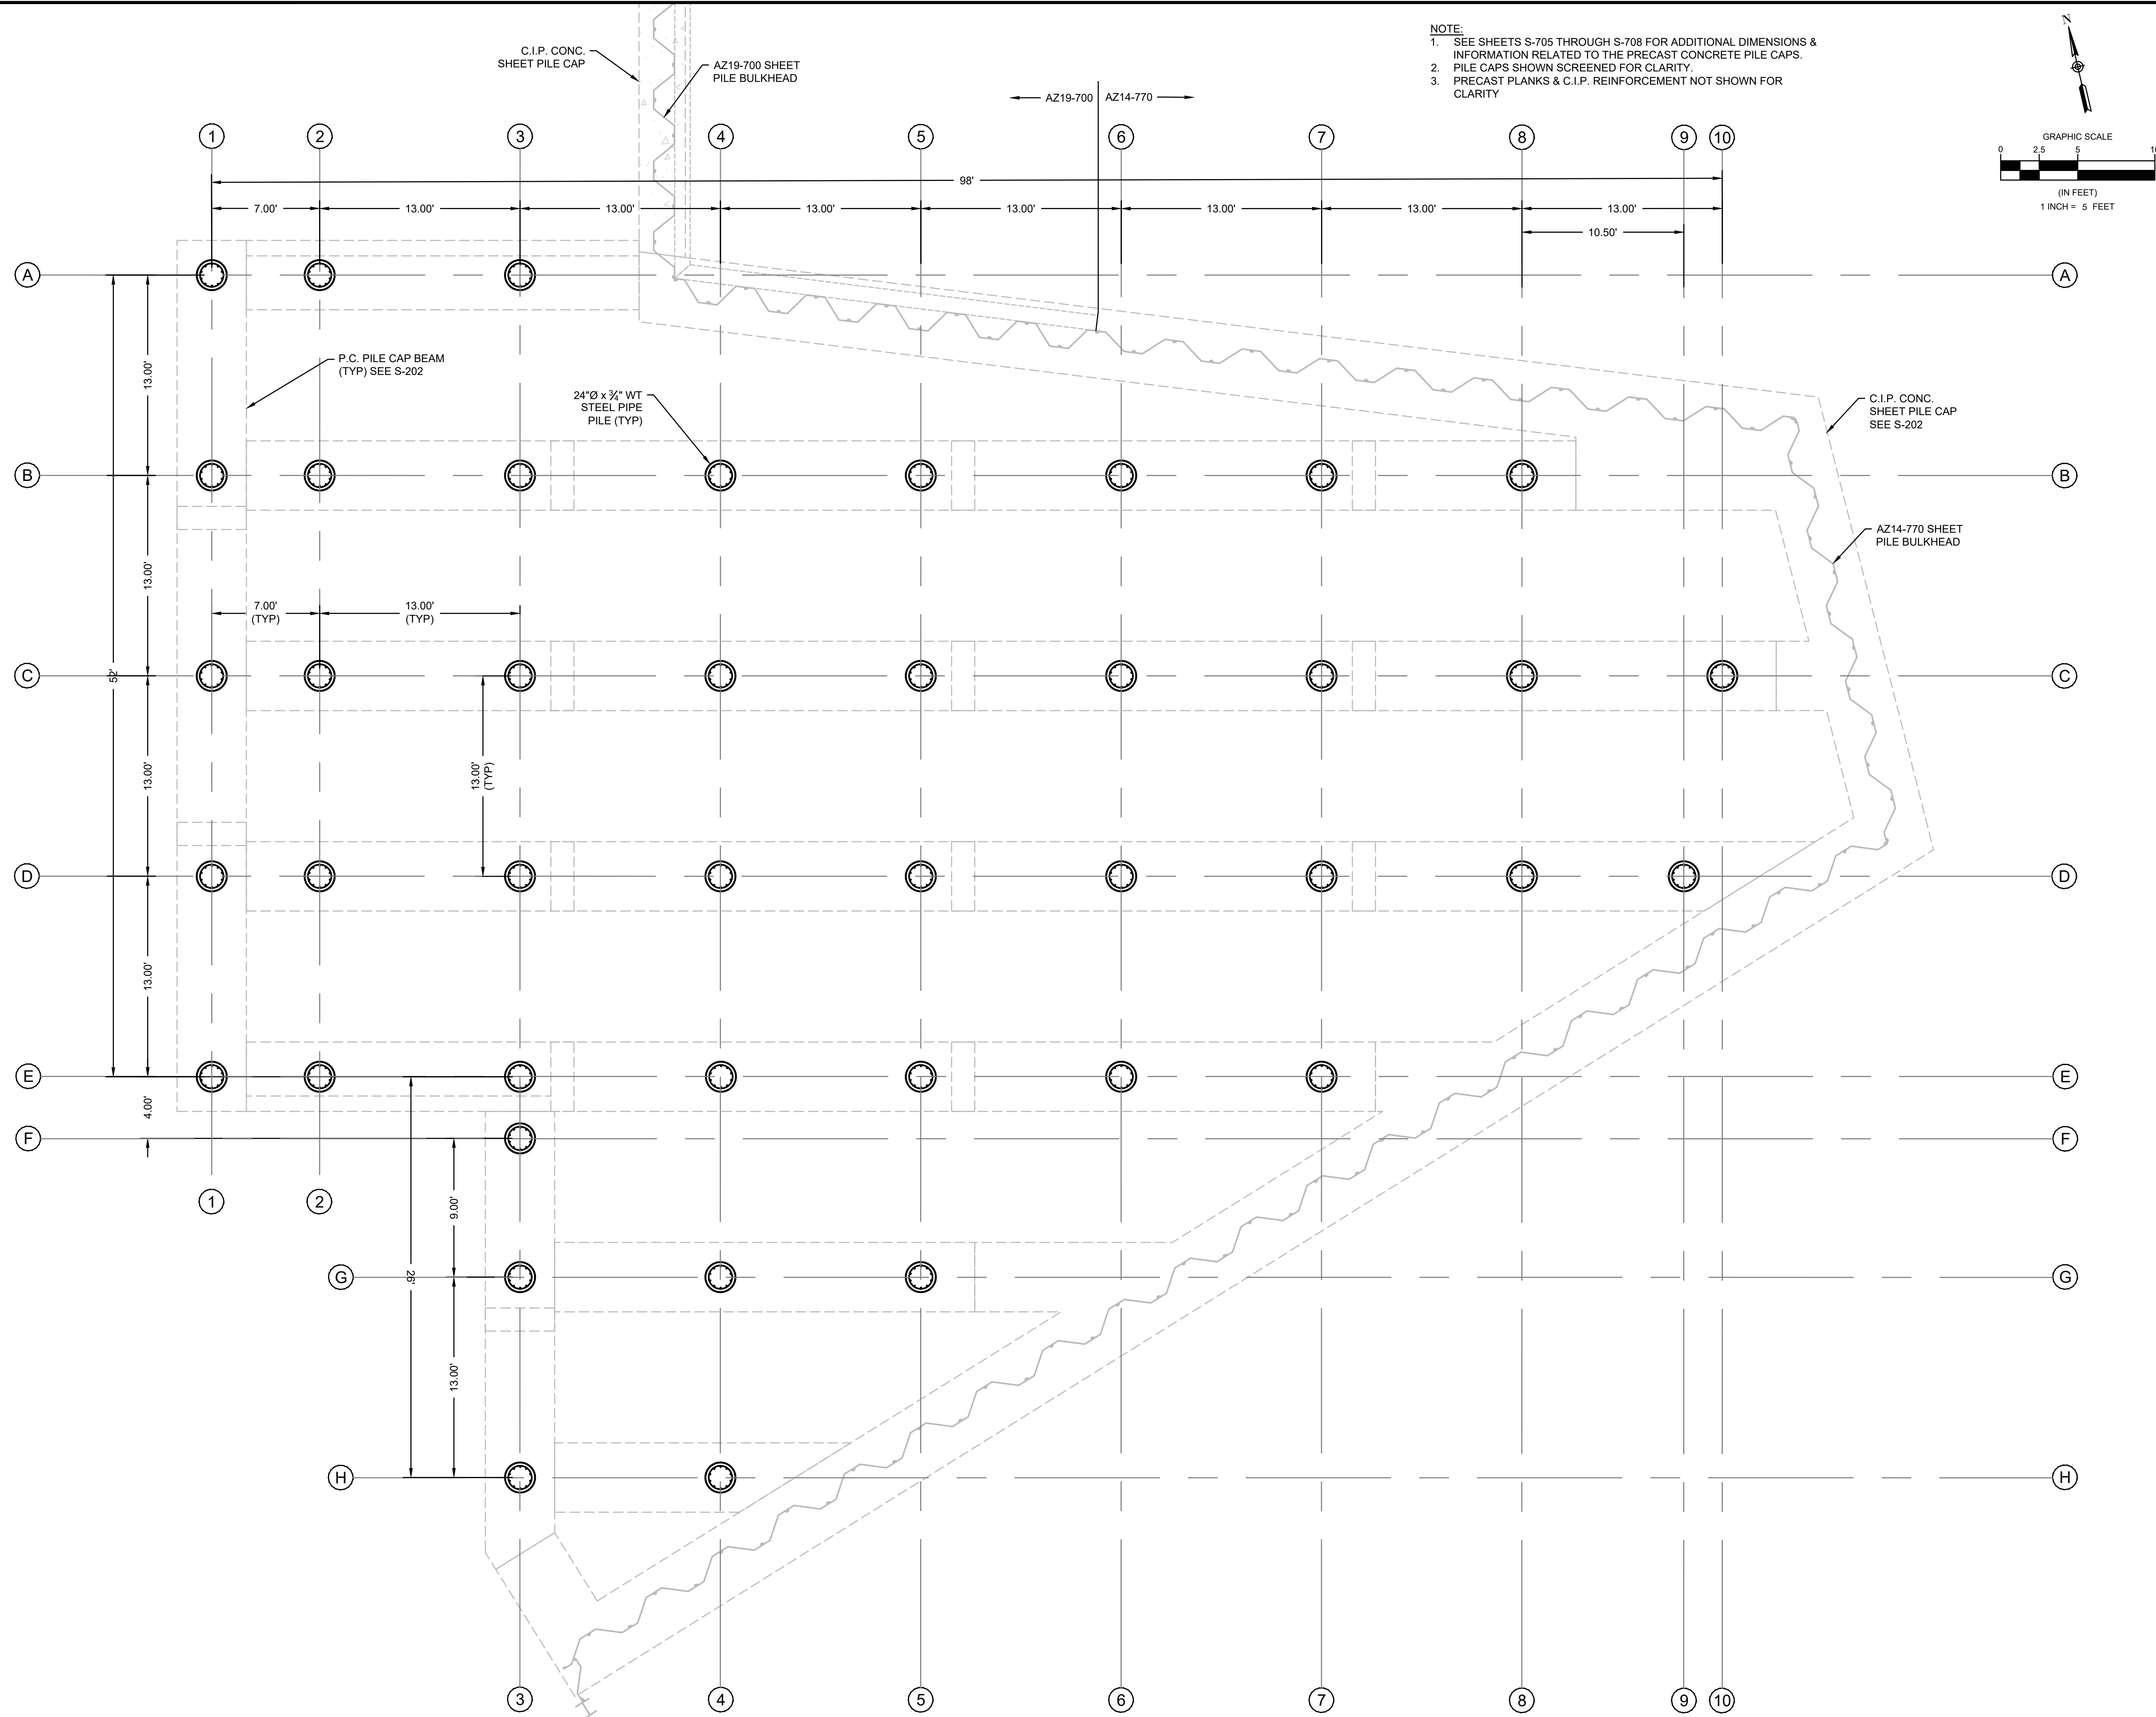 NOTE:
1. SEE SHEETS S-705 THROUGH S-708 FOR ADDITIONAL DIMENSIONS &
INFORMATION RELATED TO THE PRECAST CONCRETE PILE CAPS.
2. PILE CAPS SHOWN SCREENED FOR CLARITY.
3. PRECAST PLANKS & C.I.P. REINFORCEMENT NOT SHOWN FOR
CLARITY
N
GRAPHIC SCALE
0 2.5 5 10
(IN FEET)
1 INCH = 5 FEET
C.I.P. CONC.
SHEET PILE CAP
AZ19-700 SHEET
PILE BULKHEAD
AZ19-700 AZ14-770
1 2 3 4 5 6 7 8 9 10
98'
7.00' 13.00' 13.00' 13.00' 13.00' 13.00' 13.00' 13.00'
10.50'
A A
13.00'
P.C. PILE CAP BEAM
(TYP) SEE S-202
24"Ø x ¾" WT
STEEL PIPE
PILE (TYP)
C.I.P. CONC.
SHEET PILE CAP
SEE S-202
B B
AZ14-770 SHEET
PILE BULKHEAD
13.00'
7.00'
(TYP)
13.00'
(TYP)
52'
C C
13.00'
13.00'
(TYP)
D D
13.00'
E E
4.00'
F F
1 2
9.00'
G G
26'
13.00'
H H
3 4 5 6 7 8 9 10